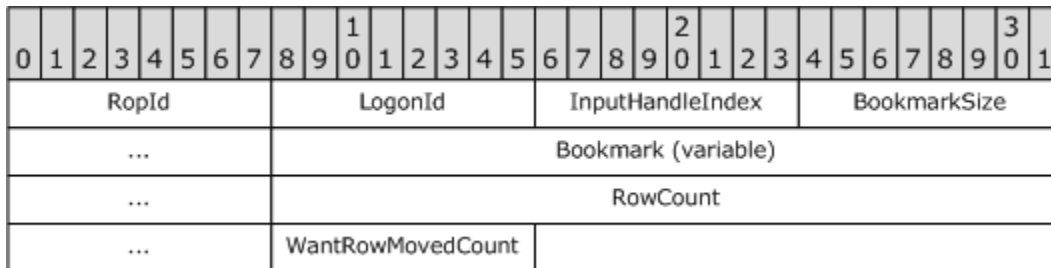 0 1 2 3 4 5 6 7 8 9 1 0 1 2 3 4 5 6 7 8 9 2 0 1 2 3 4 5 6 7 8 9 3 0 1
RopId LogonId InputHandleIndex BookmarkSize
... Bookmark (variable)
... RowCount
... WantRowMovedCount